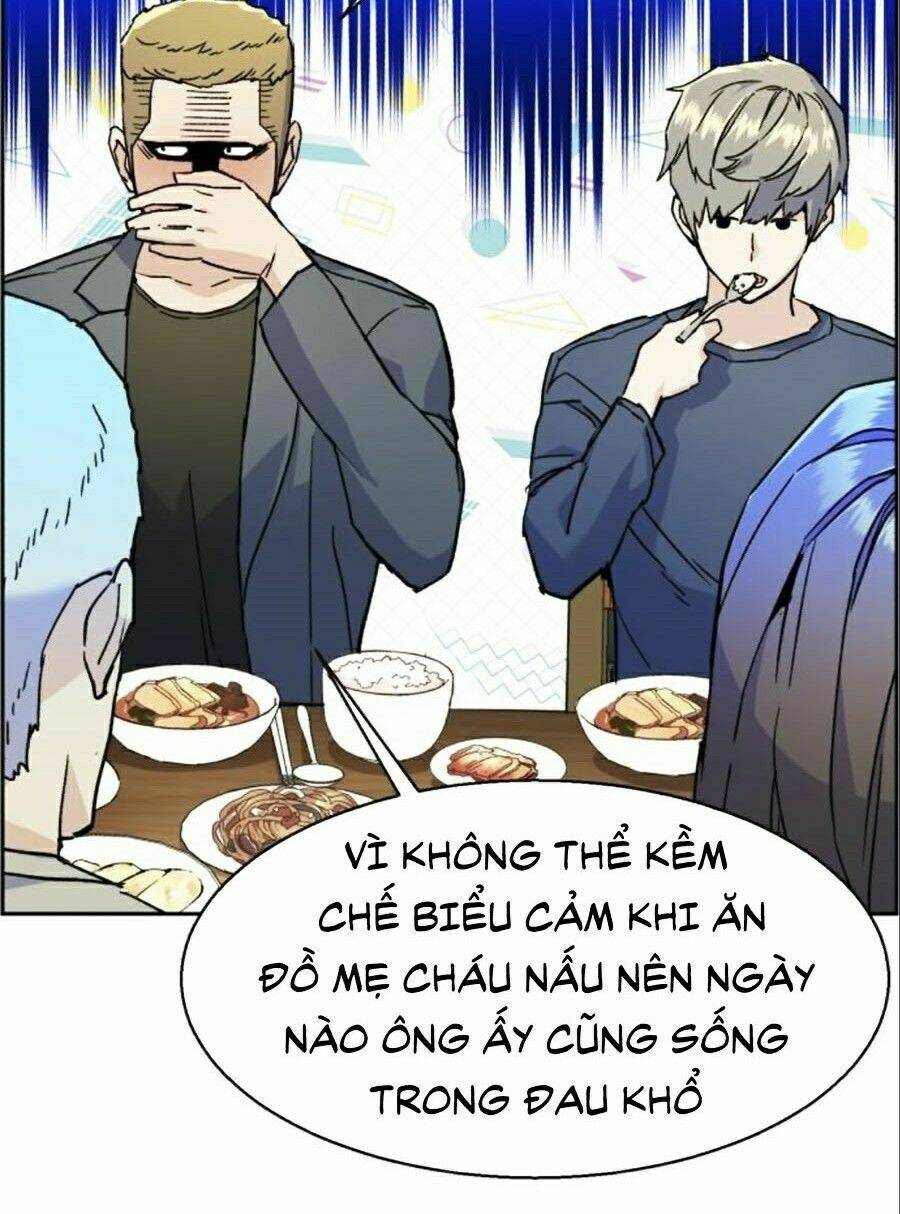 VÌ KHÔNG THỂ KỀM
CHẾ BIỂU CẢM KHI ĂN
ĐỒ MẸ CHÁU NẤU NÊN NGÀY
NÀO ÔNG ẤY CŨNG SỐNG
TRONG ĐAU KHỔ